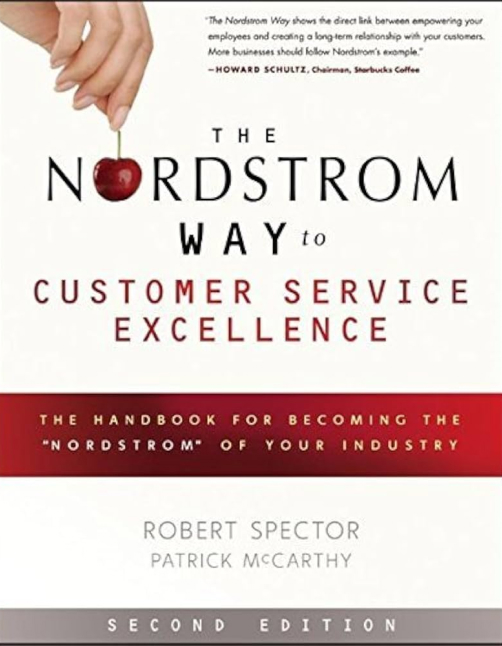 "The Nordstrom Way shows the direct link between empowering your
employees and creating a long-term relationship with your customers.
More businesses should follow Nordstrom's example."
—HOWARD SCHULTZ, Chairman, Starbucks Coffee
THE
NORDSTROM
WAY to
CUSTOMER SERVICE
EXCELLENCE
THE HANDBOOK FOR BECOMING THE
"NORDSTROM" OF YOUR INDUSTRY
ROBERT SPECTOR
PATRICK McCARTHY
SECOND EDITION